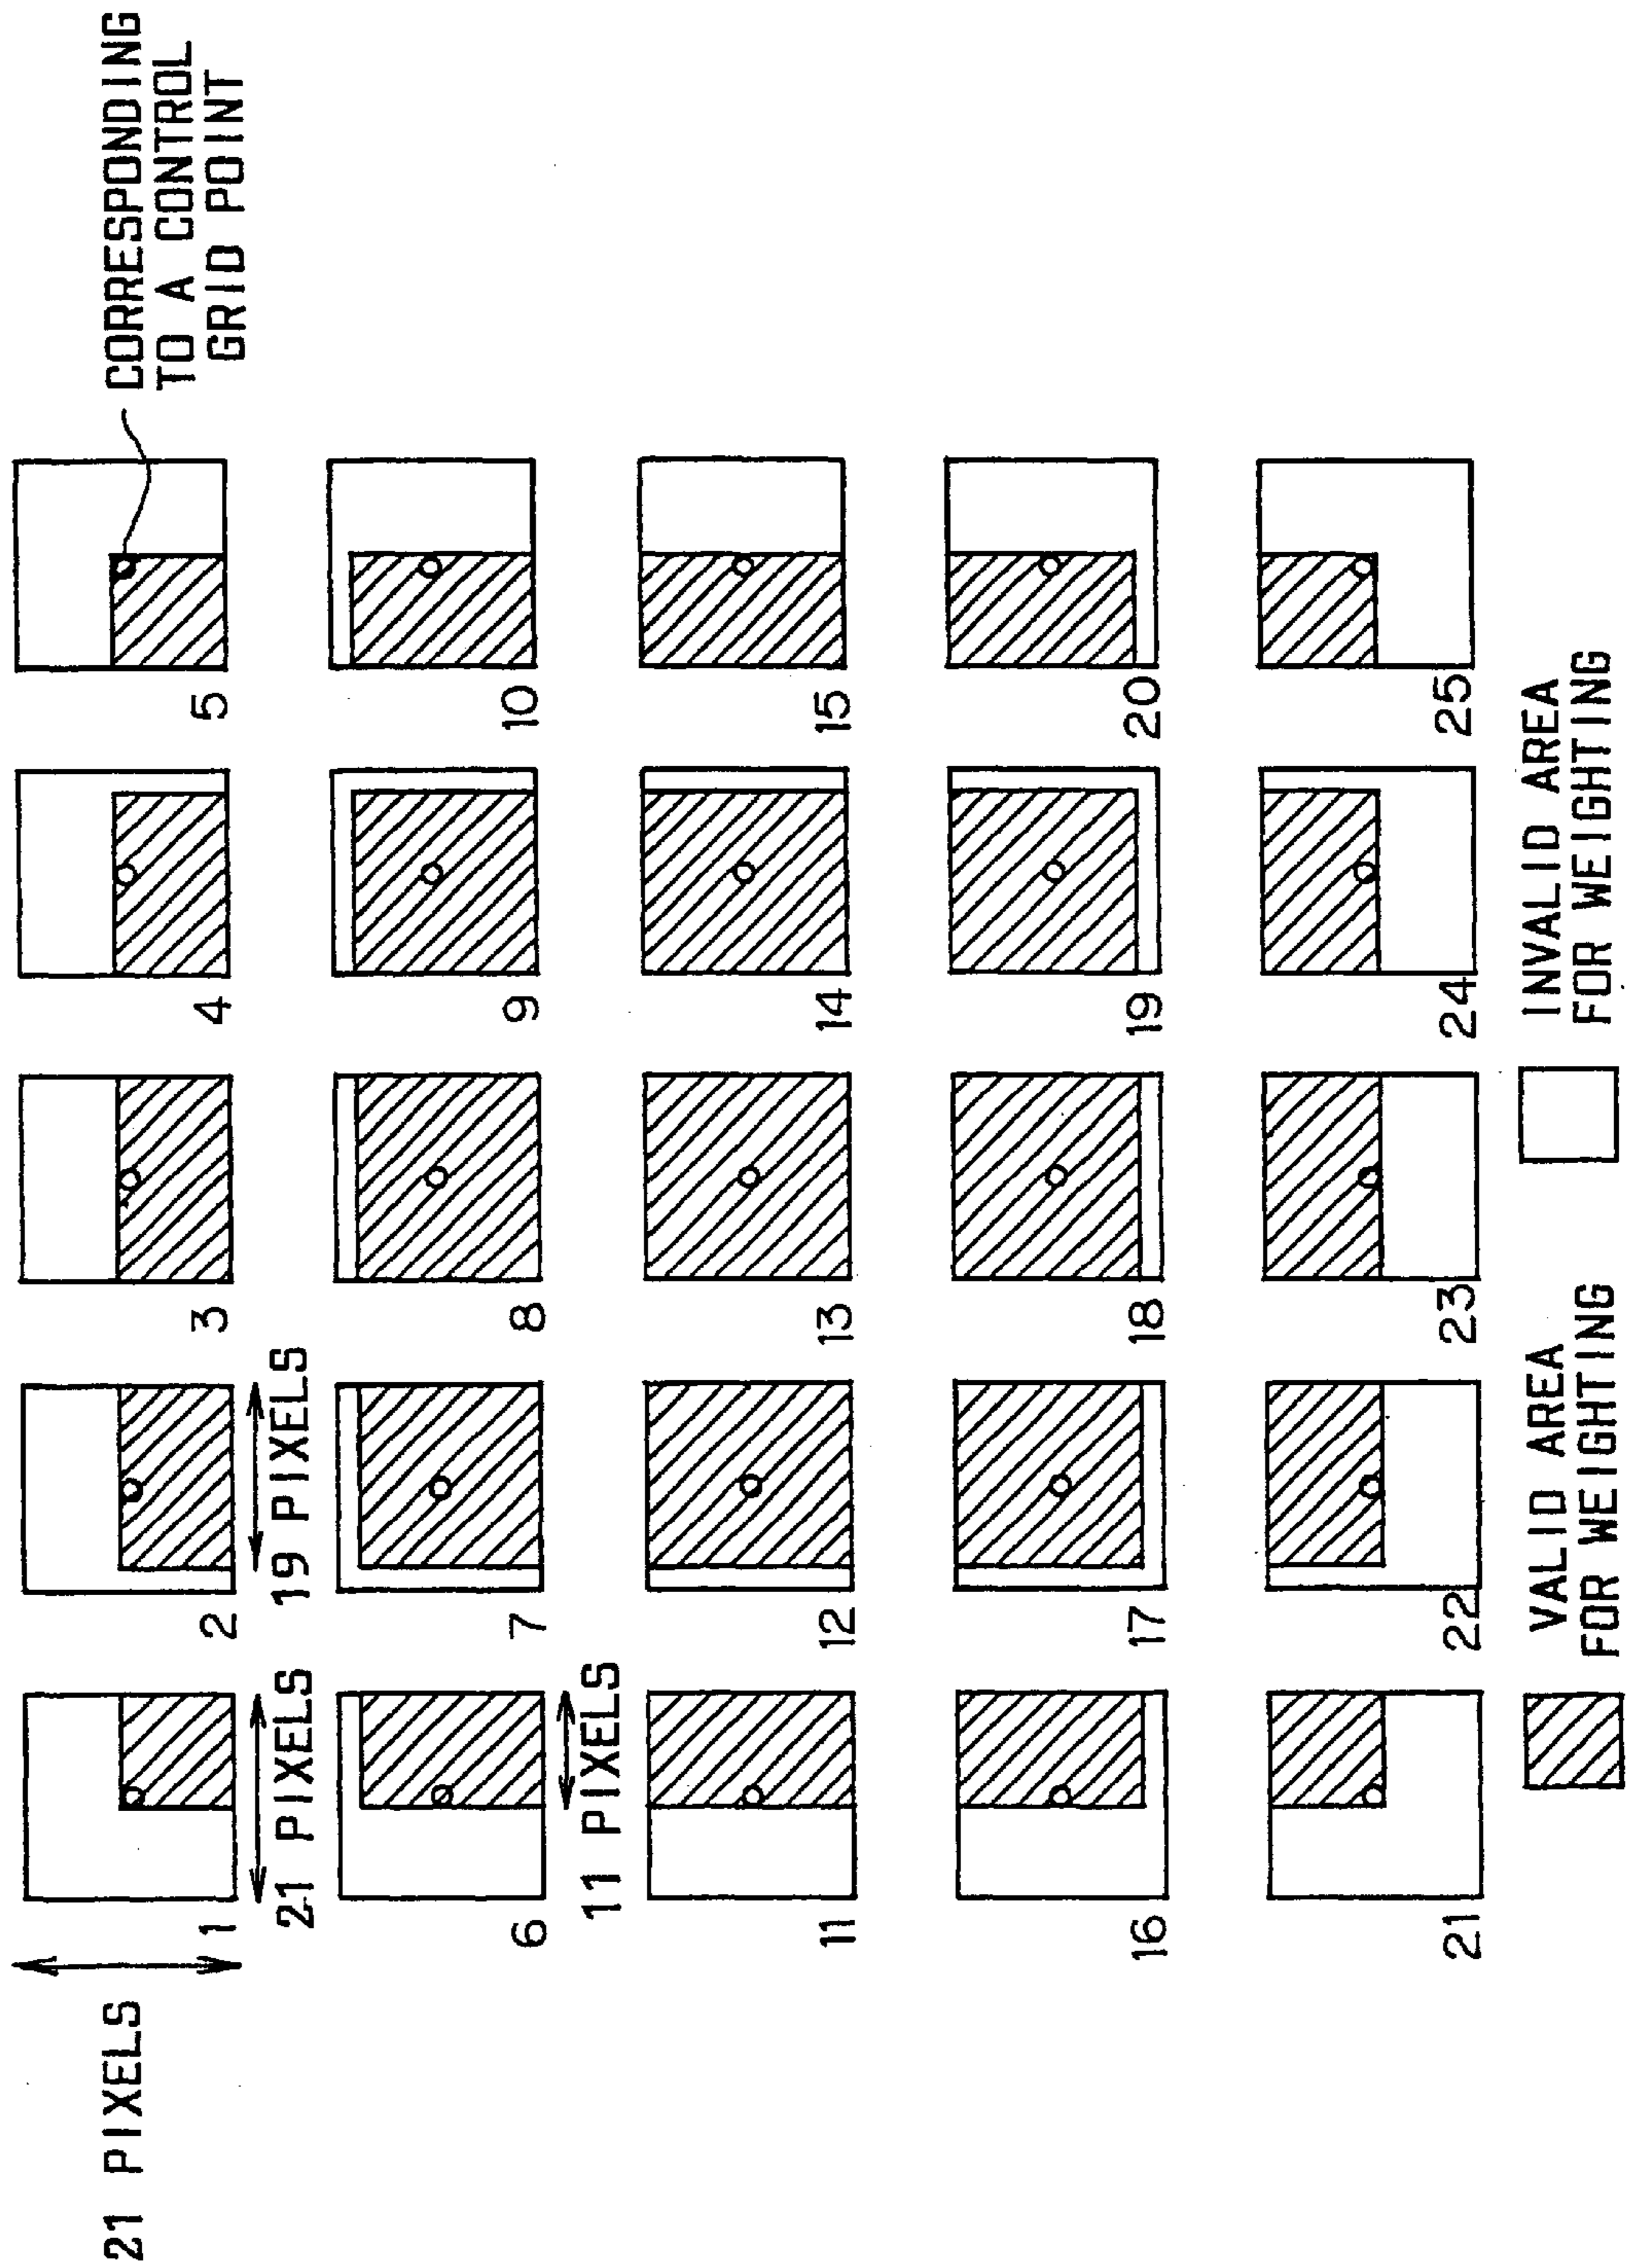 CORRESPONDING
TO A CONTROL
GRID POINT
21 PIXELS
1
2
3
4
5
21 PIXELS
19 PIXELS
6
7
8
9
10
11 PIXELS
11
12
13
14
15
16
17
18
19
20
21
22
23
24
25
VALID AREA
FOR WEIGHTING
INVALID AREA
FOR WEIGHTING